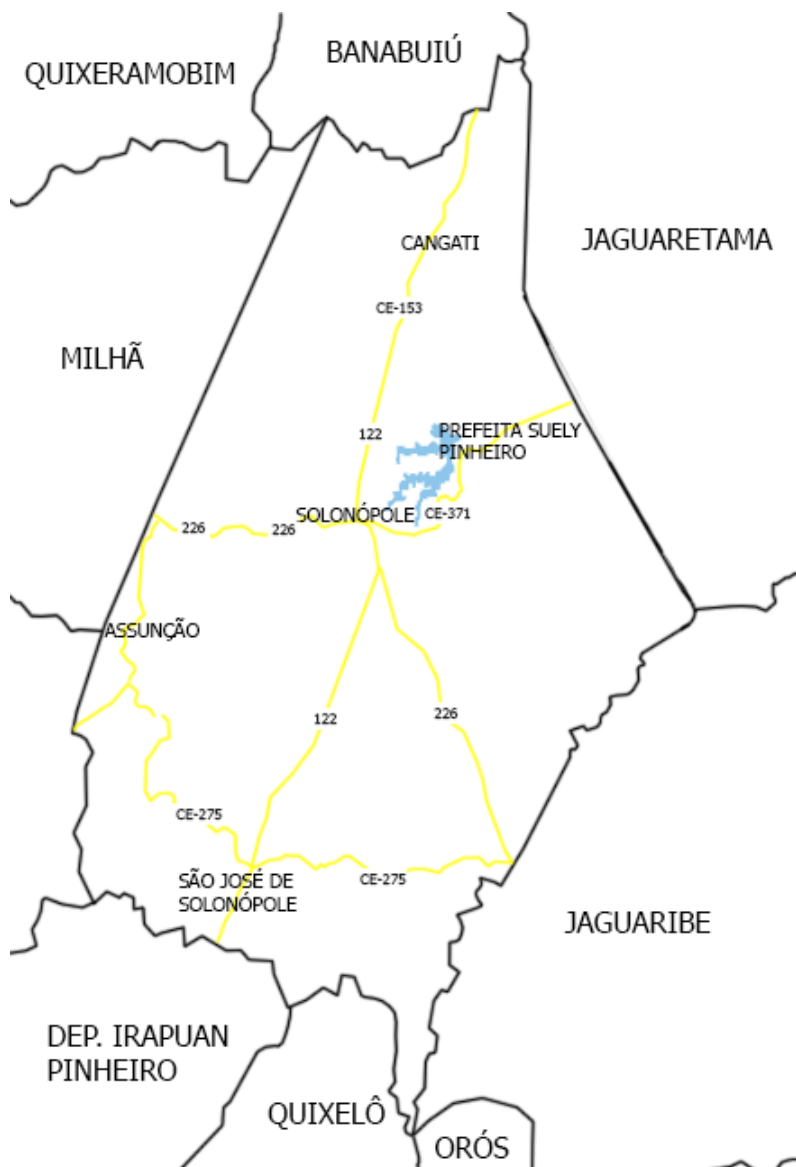 BANABUIÚ
QUIXERAMOBIM
CANGATI
JAGUARETAMA
CE-153
MILHÃ
122
PREFEITA SUELY
PINHEIRO
SOLONÓPOLE
CE-371
226
226
ASSUNÇÃO
122
226
CE-275
SÃO JOSÉ DE
SOLONÓPOLE
CE-275
JAGUARIBE
DEP. IRAPUAN
PINHEIRO
QUIXELÔ
ORÓS